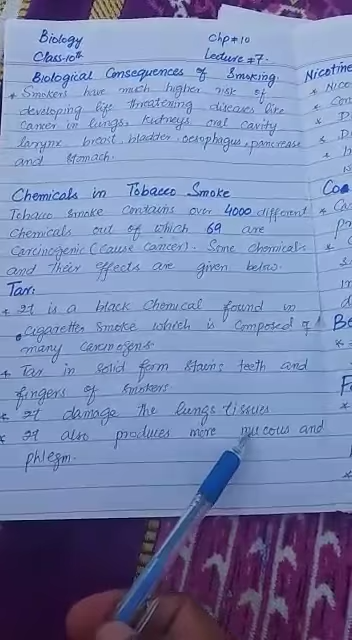 Biology
Chp#10
Class-10th
Lecture #7.
Biological Consequences of Smoking.
* Smokers have much higher risk of
developing life threatening diseases like
cancer in lungs, kutneys oral cavity
larynx, breast, bladder, oesophagus, pancrease
and stomach.
Chemicals in Tobacco Smoke
Tobacco smoke contains over 4000 different
chemicals out of which 69 are
carcinogenic (cause cancer). Some chemicals
and their effects are given below.
Tar:
* It is a black chemical found in
cigarette smoke which is composed of
many carcinogens.
* Tar in solid form stains teeth and
fingers of smokers
* It damage the lungs tissues
* It also produces more mucous and
phlegm.
Nicotine